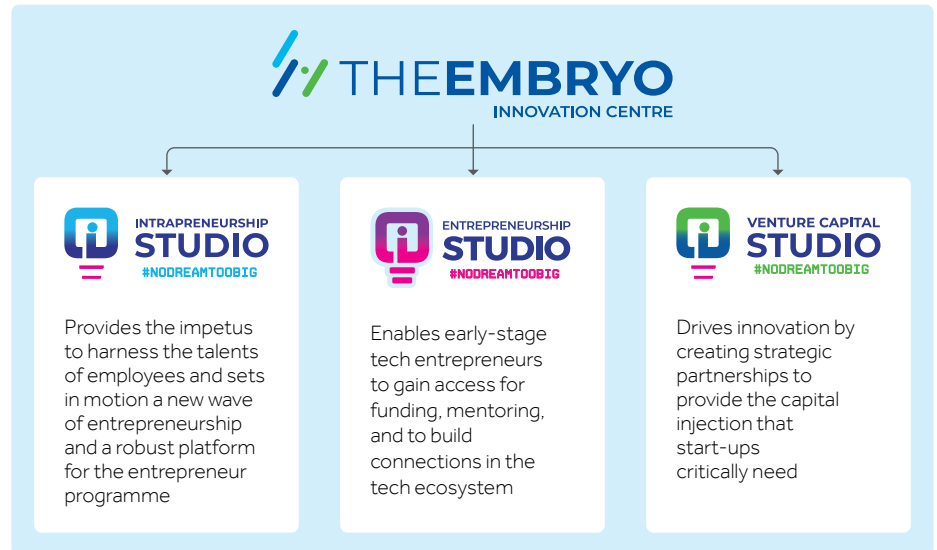 THEEMBRYO
INNOVATION CENTRE
INTRAPRENEURSHIP
STUDIO
#NODREAMTOOBIG
Provides the impetus
to harness the talents
of employees and sets
in motion a new wave
of entrepreneurship
and a robust platform
for the entrepreneur
programme
ENTREPRENEURSHIP
STUDIO
#NODREAMTOOBIG
Enables early-stage
tech entrepreneurs
to gain access for
funding, mentoring,
and to build
connections in the
tech ecosystem
VENTURE CAPITAL
STUDIO
#NODREAMTOOBIG
Drives innovation by
creating strategic
partnerships to
provide the capital
injection that
start-ups
critically need